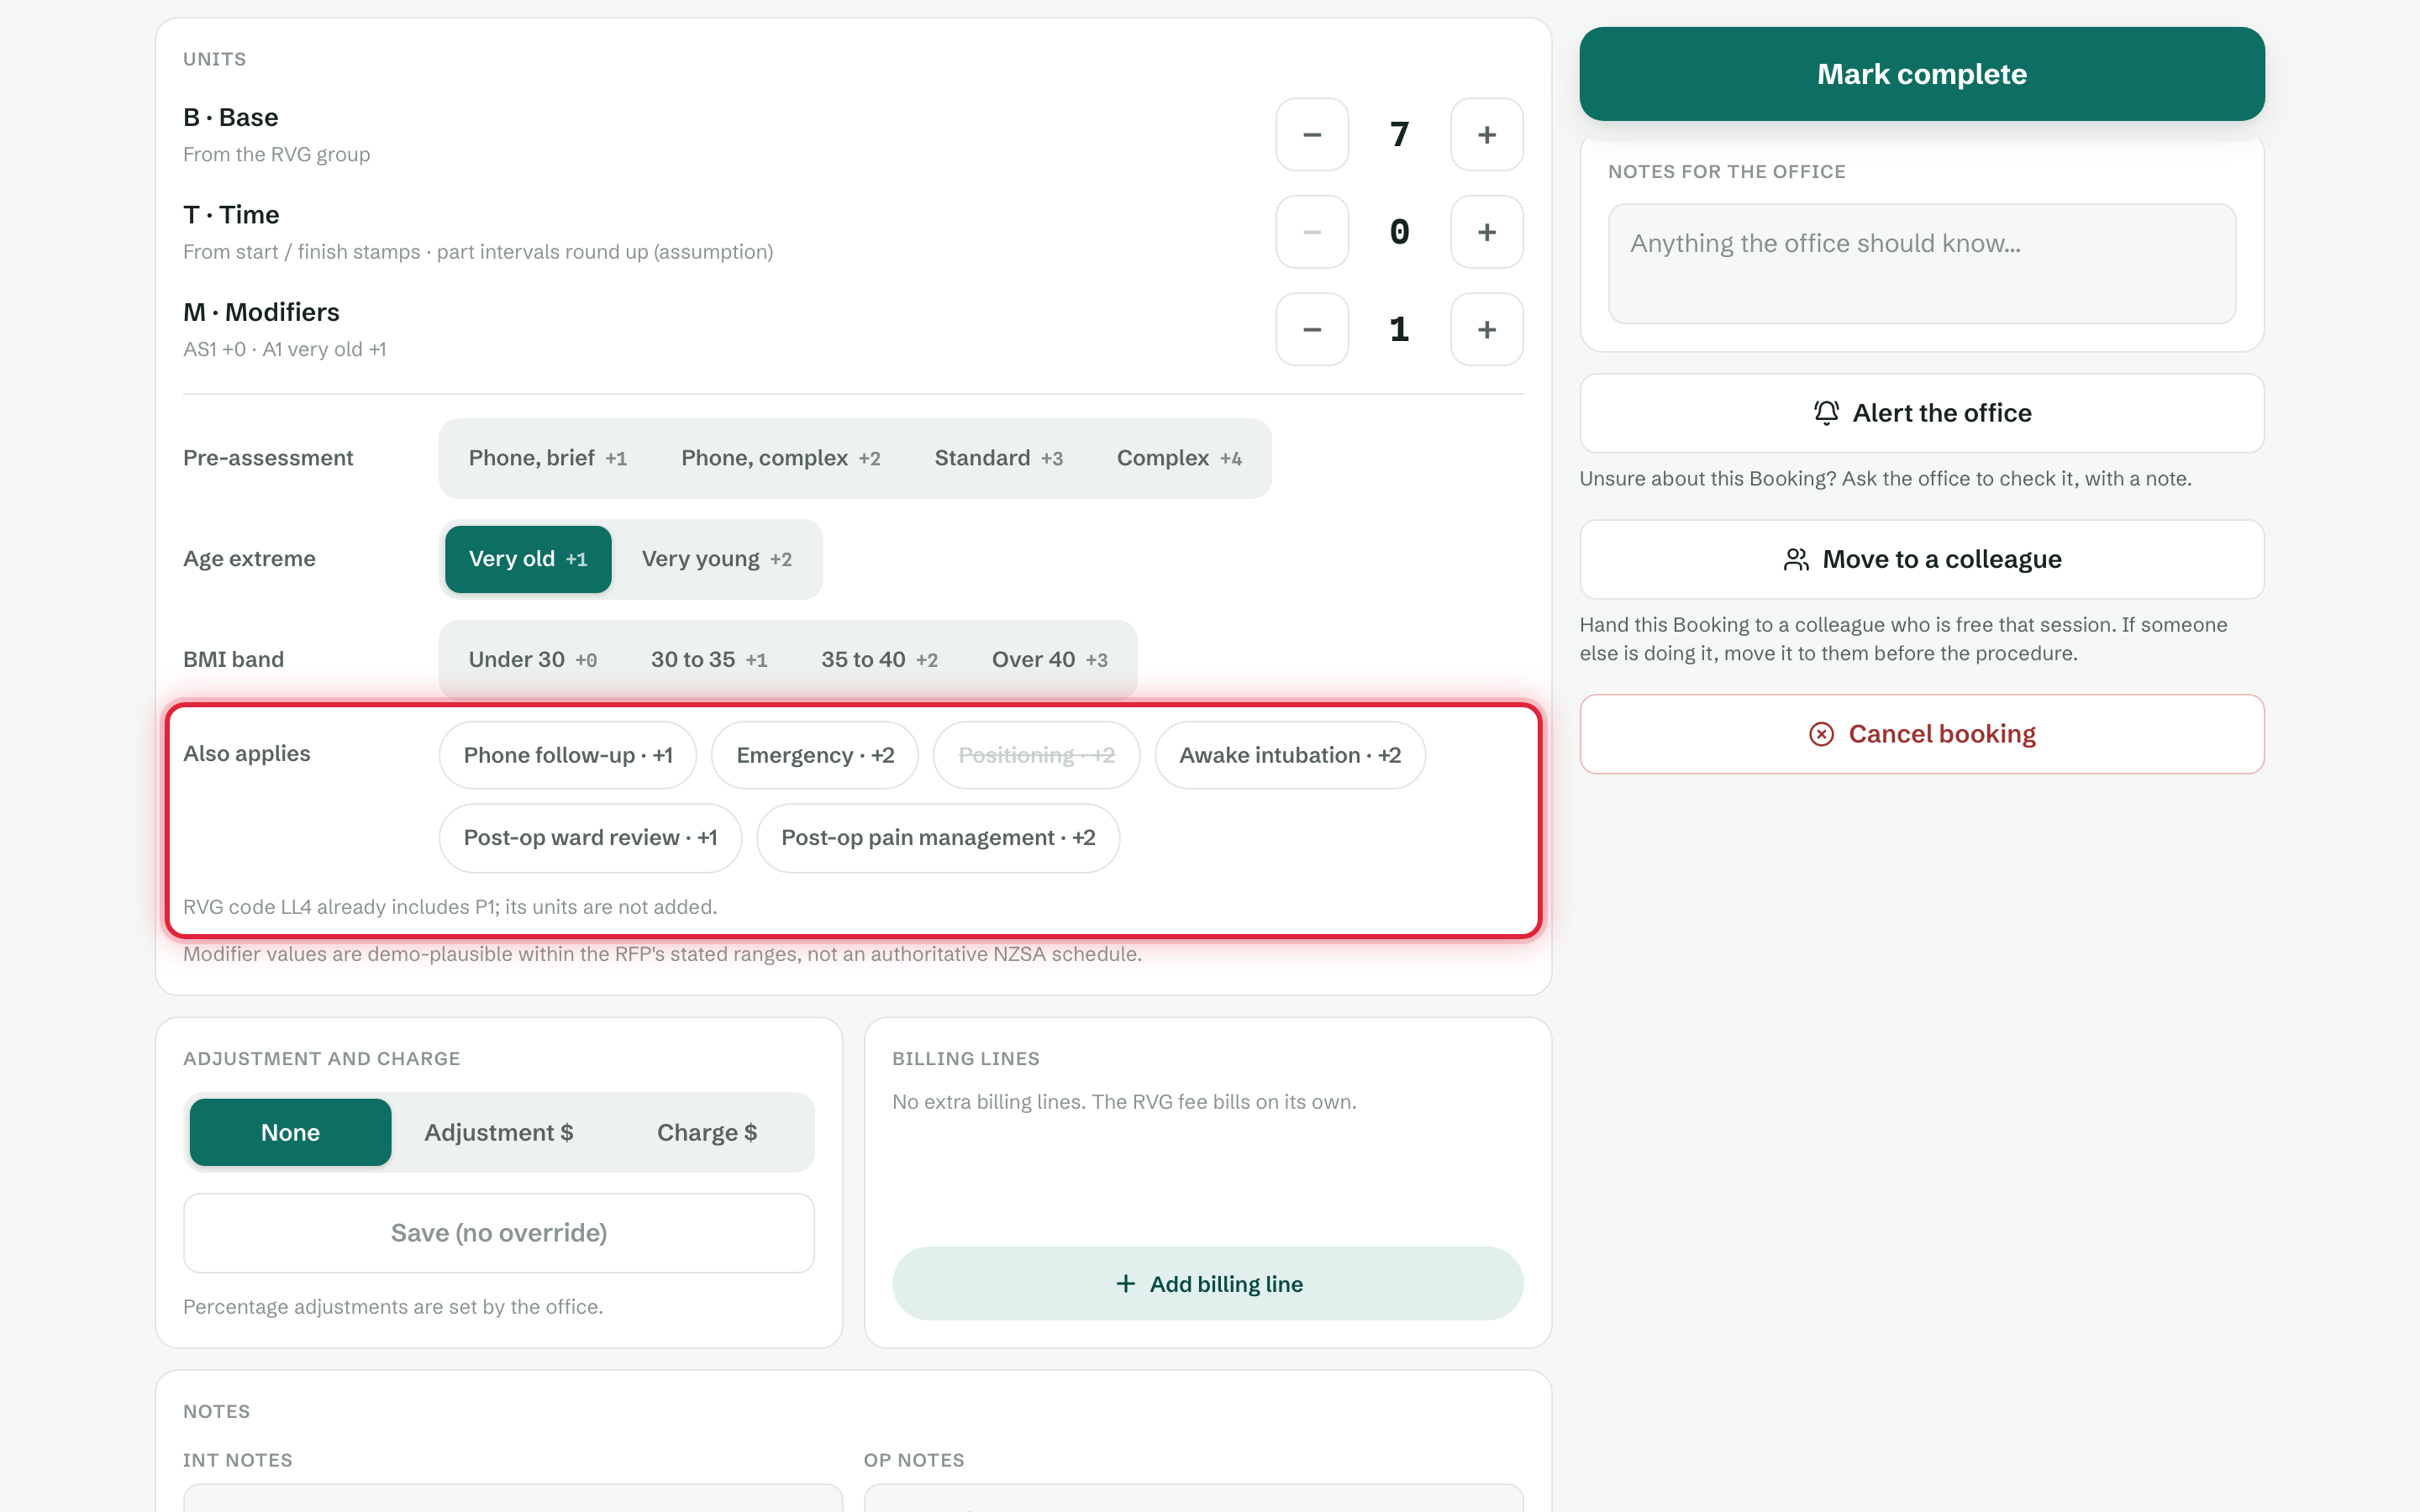 UNITS
B · Base
From the RVG group
− 7 +
T · Time
From start / finish stamps · part intervals round up (assumption)
− 0 +
M · Modifiers
AS1 +0 · A1 very old +1
− 1 +
Pre-assessment
Phone, brief +1 Phone, complex +2 Standard +3 Complex +4
Age extreme
Very old +1 Very young +2
BMI band
Under 30 +0 30 to 35 +1 35 to 40 +2 Over 40 +3
Also applies
Phone follow-up · +1 Emergency · +2 Positioning · +2 Awake intubation · +2
Post-op ward review · +1 Post-op pain management · +2
RVG code LL4 already includes P1; its units are not added.
Modifier values are demo-plausible within the RFP's stated ranges, not an authoritative NZSA schedule.
ADJUSTMENT AND CHARGE
None Adjustment $ Charge $
Save (no override)
Percentage adjustments are set by the office.
BILLING LINES
No extra billing lines. The RVG fee bills on its own.
+ Add billing line
NOTES
INT NOTES
OP NOTES
Mark complete
NOTES FOR THE OFFICE
Anything the office should know...
Alert the office
Unsure about this Booking? Ask the office to check it, with a note.
Move to a colleague
Hand this Booking to a colleague who is free that session. If someone
else is doing it, move it to them before the procedure.
Cancel booking